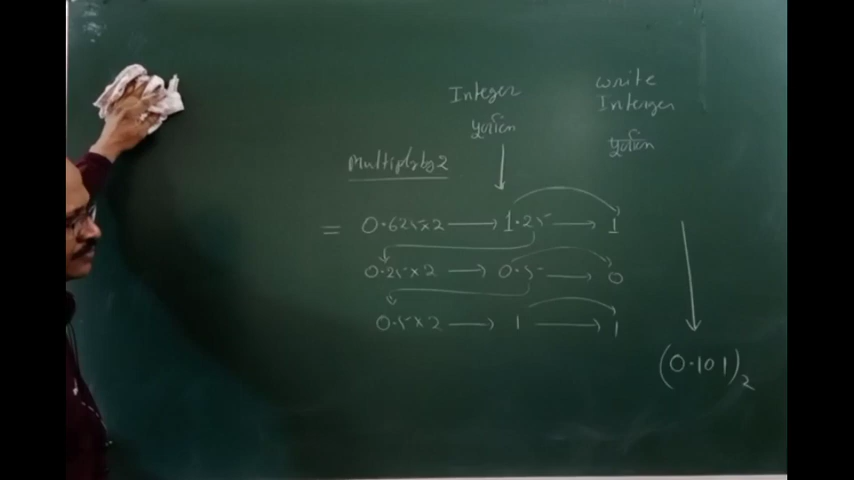 Integer
पूर्णांक
write
Interger
पूर्णांक
Multiply by 2
= 0.625 x 2 → 1.25 → 1
0.25 x 2 → 0.5 → 0
0.5 x 2 → 1 → 1
(0.101)₂